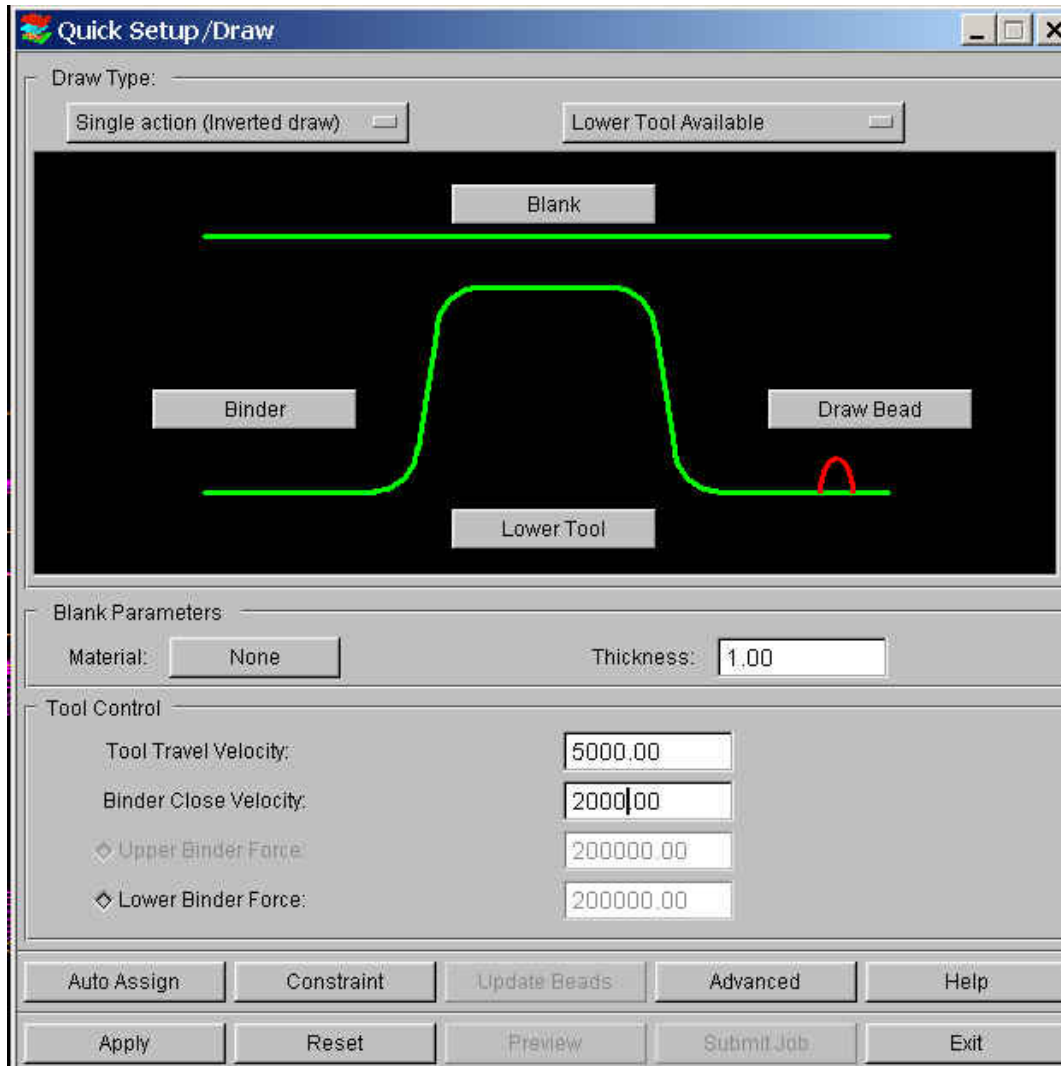 Quick Setup/Draw
Draw Type:
Single action (Inverted draw) Lower Tool Available
Blank
Binder Draw Bead
Lower Tool
Blank Parameters
Material: None Thickness: 1.00
Tool Control
Tool Travel Velocity: 5000.00
Binder Close Velocity: 2000.00
Upper Binder Force: 200000.00
Lower Binder Force: 200000.00
Auto Assign Constraint Update Beads Advanced Help
Apply Reset Preview Submit Job Exit